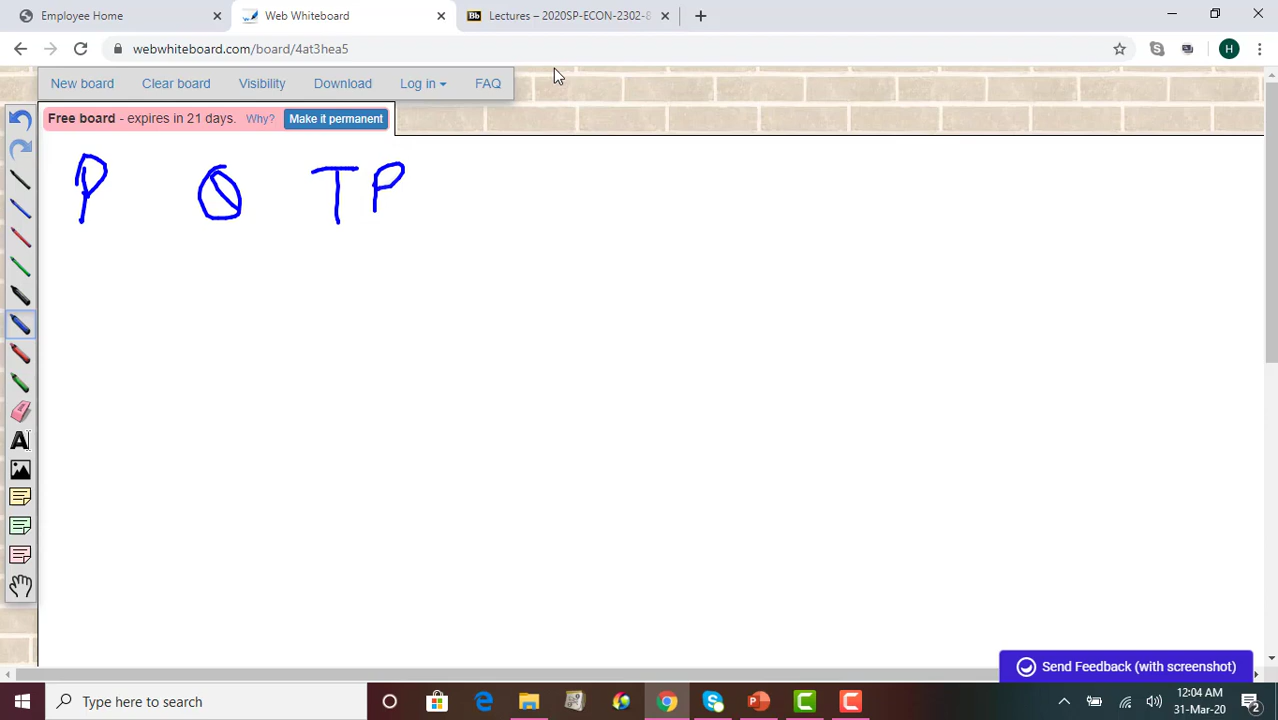 Employee Home
Web Whiteboard
Lectures – 2020SP-ECON-2302-8
webwhiteboard.com/board/4at3hea5
H
New board Clear board Visibility Download Log in FAQ
Free board - expires in 21 days. Why? Make it permanent
P Q TP
A
Send Feedback (with screenshot)
Type here to search
12:04 AM
31-Mar-20
2